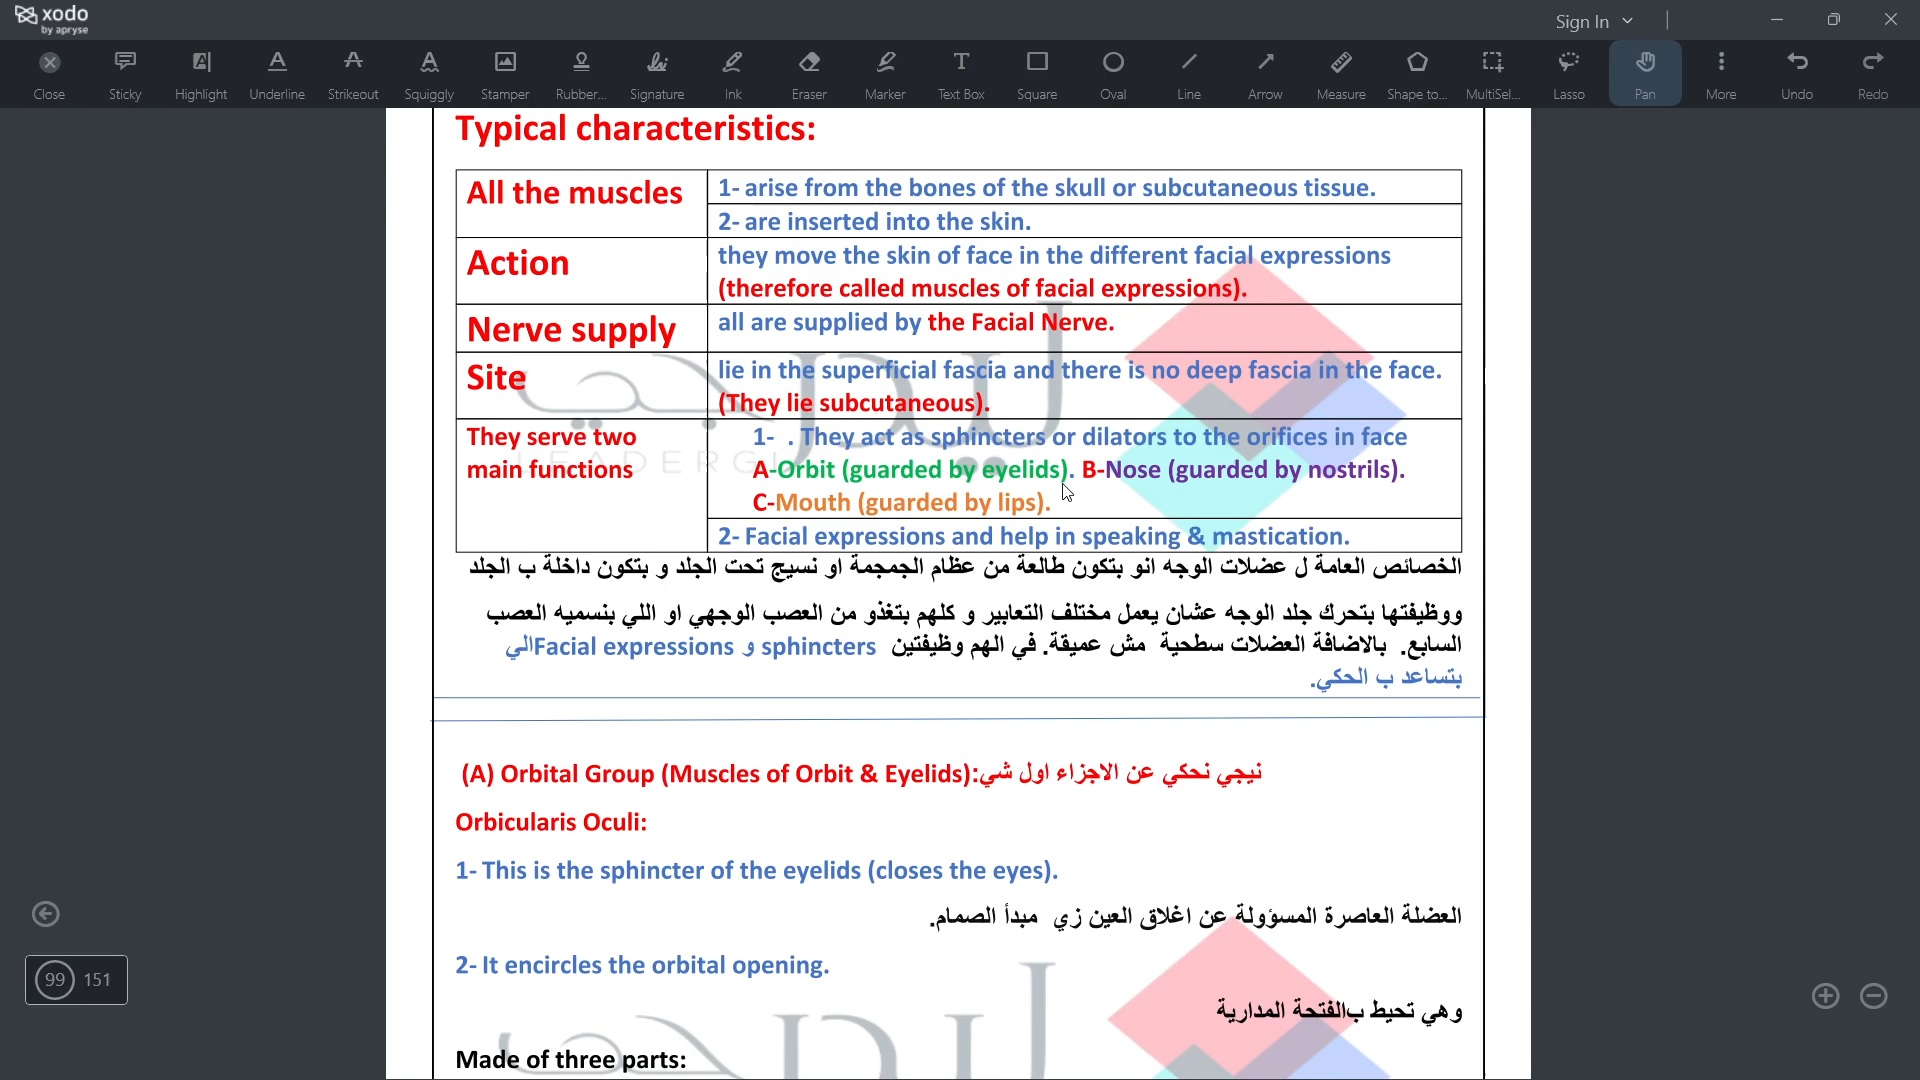 xodo
by apryse
Sign In
Close Sticky Highlight Underline Strikeout Squiggly Stamper Rubber... Signature Ink Eraser Marker Text Box Square Oval Line Arrow Measure Shape to... MultiSel... Lasso Pan More Undo Redo
Typical characteristics:
All the muscles
1- arise from the bones of the skull or subcutaneous tissue.
2- are inserted into the skin.
Action
they move the skin of face in the different facial expressions
(therefore called muscles of facial expressions).
Nerve supply
all are supplied by the Facial Nerve.
Site
lie in the superficial fascia and there is no deep fascia in the face.
(They lie subcutaneous).
They serve two
main functions
1- . They act as sphincters or dilators to the orifices in face
A-Orbit (guarded by eyelids). B-Nose (guarded by nostrils).
C-Mouth (guarded by lips).
2- Facial expressions and help in speaking & mastication.
الخصائص العامة ل عضلات الوجه انو بتكون طالعة من عظام الجمجمة او نسيج تحت الجلد و بتكون داخلة ب الجلد
ووظيفتها بتحرك جلد الوجه عشان يعمل مختلف التعابير و كلهم بتغذو من العصب الوجهي او اللي بنسميه العصب
السابع. بالاضافة العضلات سطحية مش عميقة. في الهم وظيفتين sphincters و Facial expressionsالي
بتساعد ب الحكي.
(A) Orbital Group (Muscles of Orbit & Eyelids):نيجي نحكي عن الاجزاء اول شي
Orbicularis Oculi:
1- This is the sphincter of the eyelids (closes the eyes).
العضلة العاصرة المسؤولة عن اغلاق العين زي مبدأ الصمام.
2- It encircles the orbital opening.
وهي تحيط بالفتحة المدارية
Made of three parts:
99 151
ليدرجي
LEADERGI